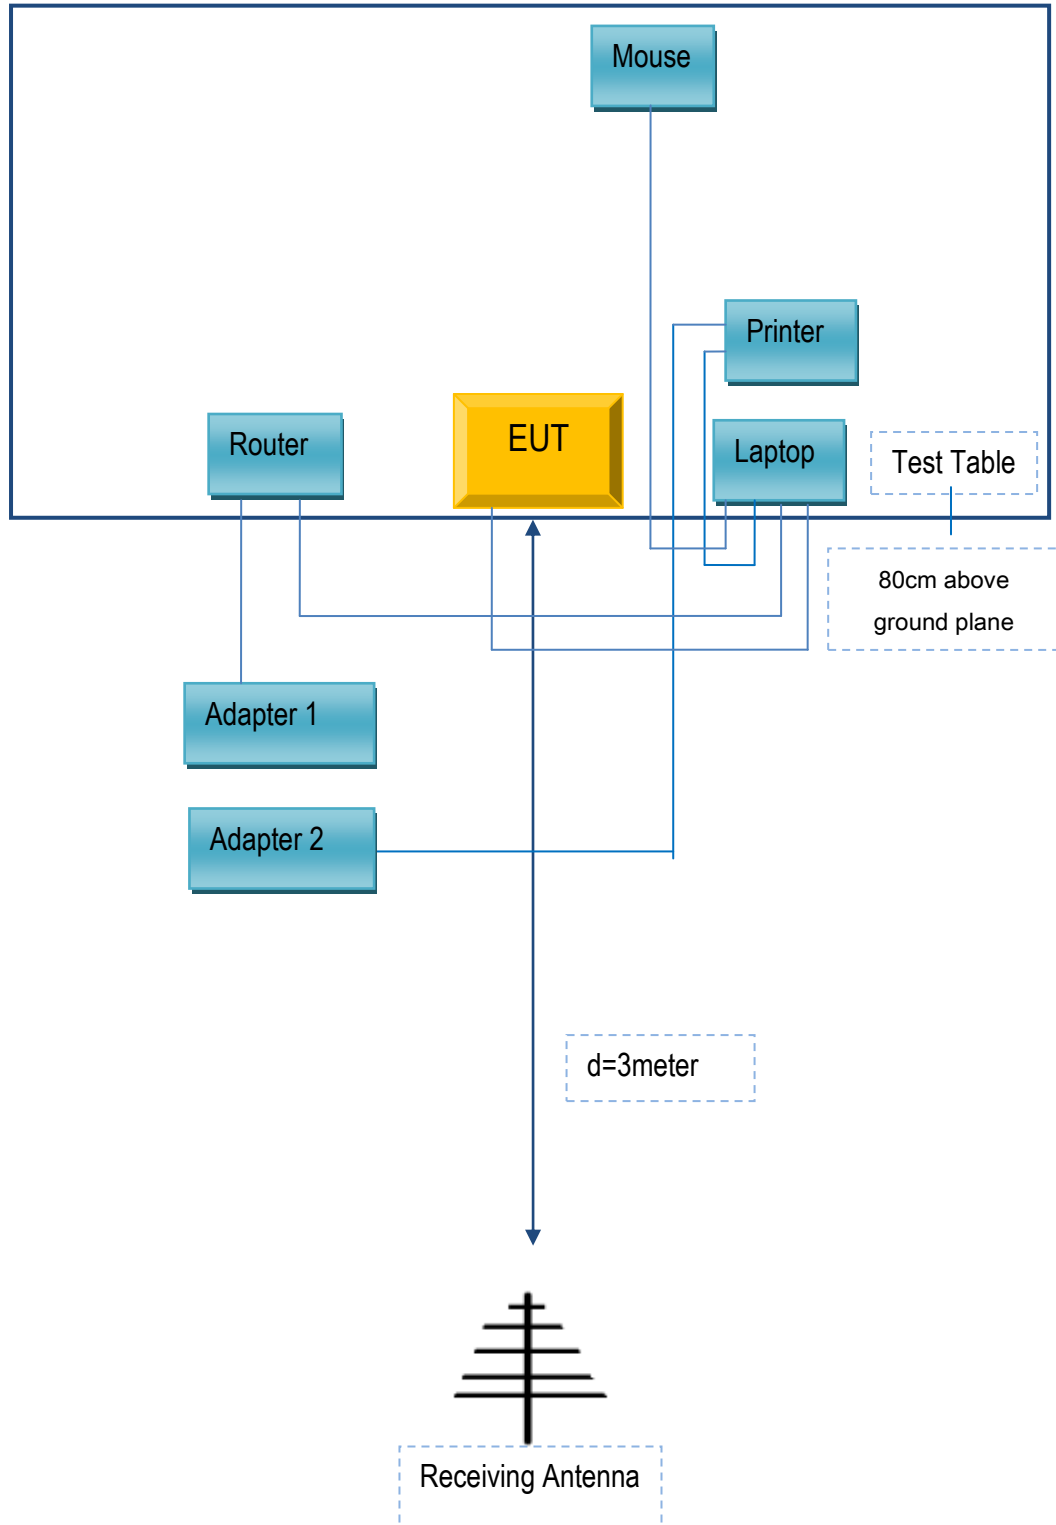 Mouse
Printer
Router
EUT
Laptop
Test Table
80cm above
ground plane
Adapter 1
Adapter 2
d=3meter
Receiving Antenna